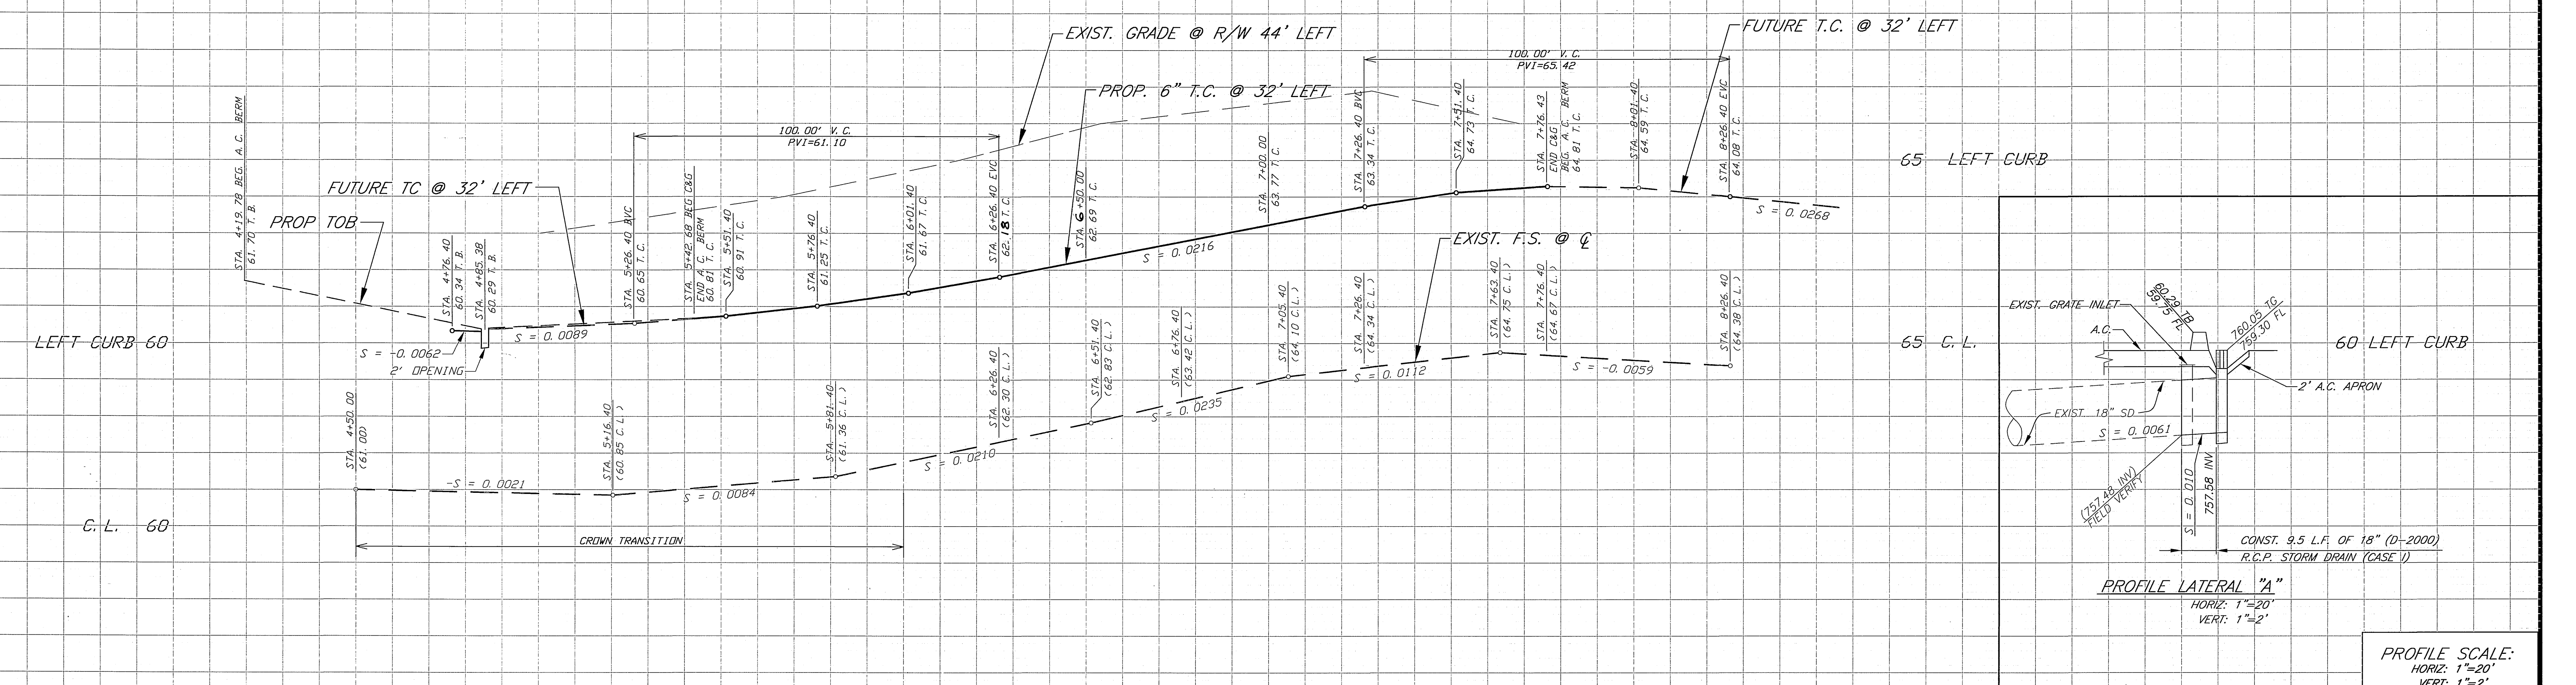 EXIST. GRADE @ R/W 44' LEFT
FUTURE T.C. @ 32' LEFT
100.00' V.C.
PVI=65.42
PROP. 6" T.C. @ 32' LEFT
100.00' V.C.
PVI=61.10
FUTURE TC @ 32' LEFT
PROP TOB
STA. 4+19.78 BEG. A.C. BERM
61.70 T.B.
STA. 4+76.40
60.34 T.B.
STA. 4+85.38
60.29 T.B.
STA. 5+26.40 BVC
60.65 T.C.
STA. 5+42.68 BEG C&G
END A.C. BERM
60.81 T.C.
STA. 5+51.40
60.91 T.C.
STA. 5+76.40
61.25 T.C.
STA. 6+01.40
61.67 T.C.
STA. 6+26.40 EVC
62.18 T.C.
STA. 6+50.00
62.69 T.C.
STA. 7+00.00
63.77 T.C.
STA. 7+26.40 BVC
63.34 T.C.
STA. 7+51.40
64.73 T.C.
STA. 7+76.43
END C&G
BEG. A.C. BERM
64.81 T.C.
STA. 8+01.40
64.59 T.C.
STA. 8+26.40 EVC
64.08 T.C.
65 LEFT CURB
S = 0.0268
S = 0.0216
EXIST. F.S. @ ℄
LEFT CURB 60
S = -0.0062
2' OPENING
S = 0.0089
STA. 4+50.00
(61.00)
STA. 5+16.40
(60.85 C.L.)
STA. 5+81.40
(61.36 C.L.)
STA. 6+26.40
(62.30 C.L.)
STA. 6+51.40
(62.83 C.L.)
STA. 6+76.40
(63.42 C.L.)
STA. 7+05.40
(64.10 C.L.)
STA. 7+26.40
(64.34 C.L.)
STA. 7+63.40
(64.75 C.L.)
STA. 7+76.40
(64.67 C.L.)
STA. 8+26.40
(64.38 C.L.)
65 C.L.
-S = 0.0021
S = 0.0084
S = 0.0210
S = 0.0235
S = 0.0112
S = -0.0059
C.L. 60
CROWN TRANSITION
EXIST. GRATE INLET
60.29 TB
59.5 FL
760.05 TG
759.30 FL
A.C.
60 LEFT CURB
2' A.C. APRON
EXIST 18" SD
S = 0.0061
(757.48 INV)
FIELD VERIFY
S = 0.010
757.58 INV
CONST. 9.5 L.F. OF 18" (D-2000)
R.C.P. STORM DRAIN (CASE I)
PROFILE LATERAL "A"
HORIZ: 1"=20'
VERT: 1"=2'
PROFILE SCALE:
HORIZ: 1"=20'
VERT: 1"=2'